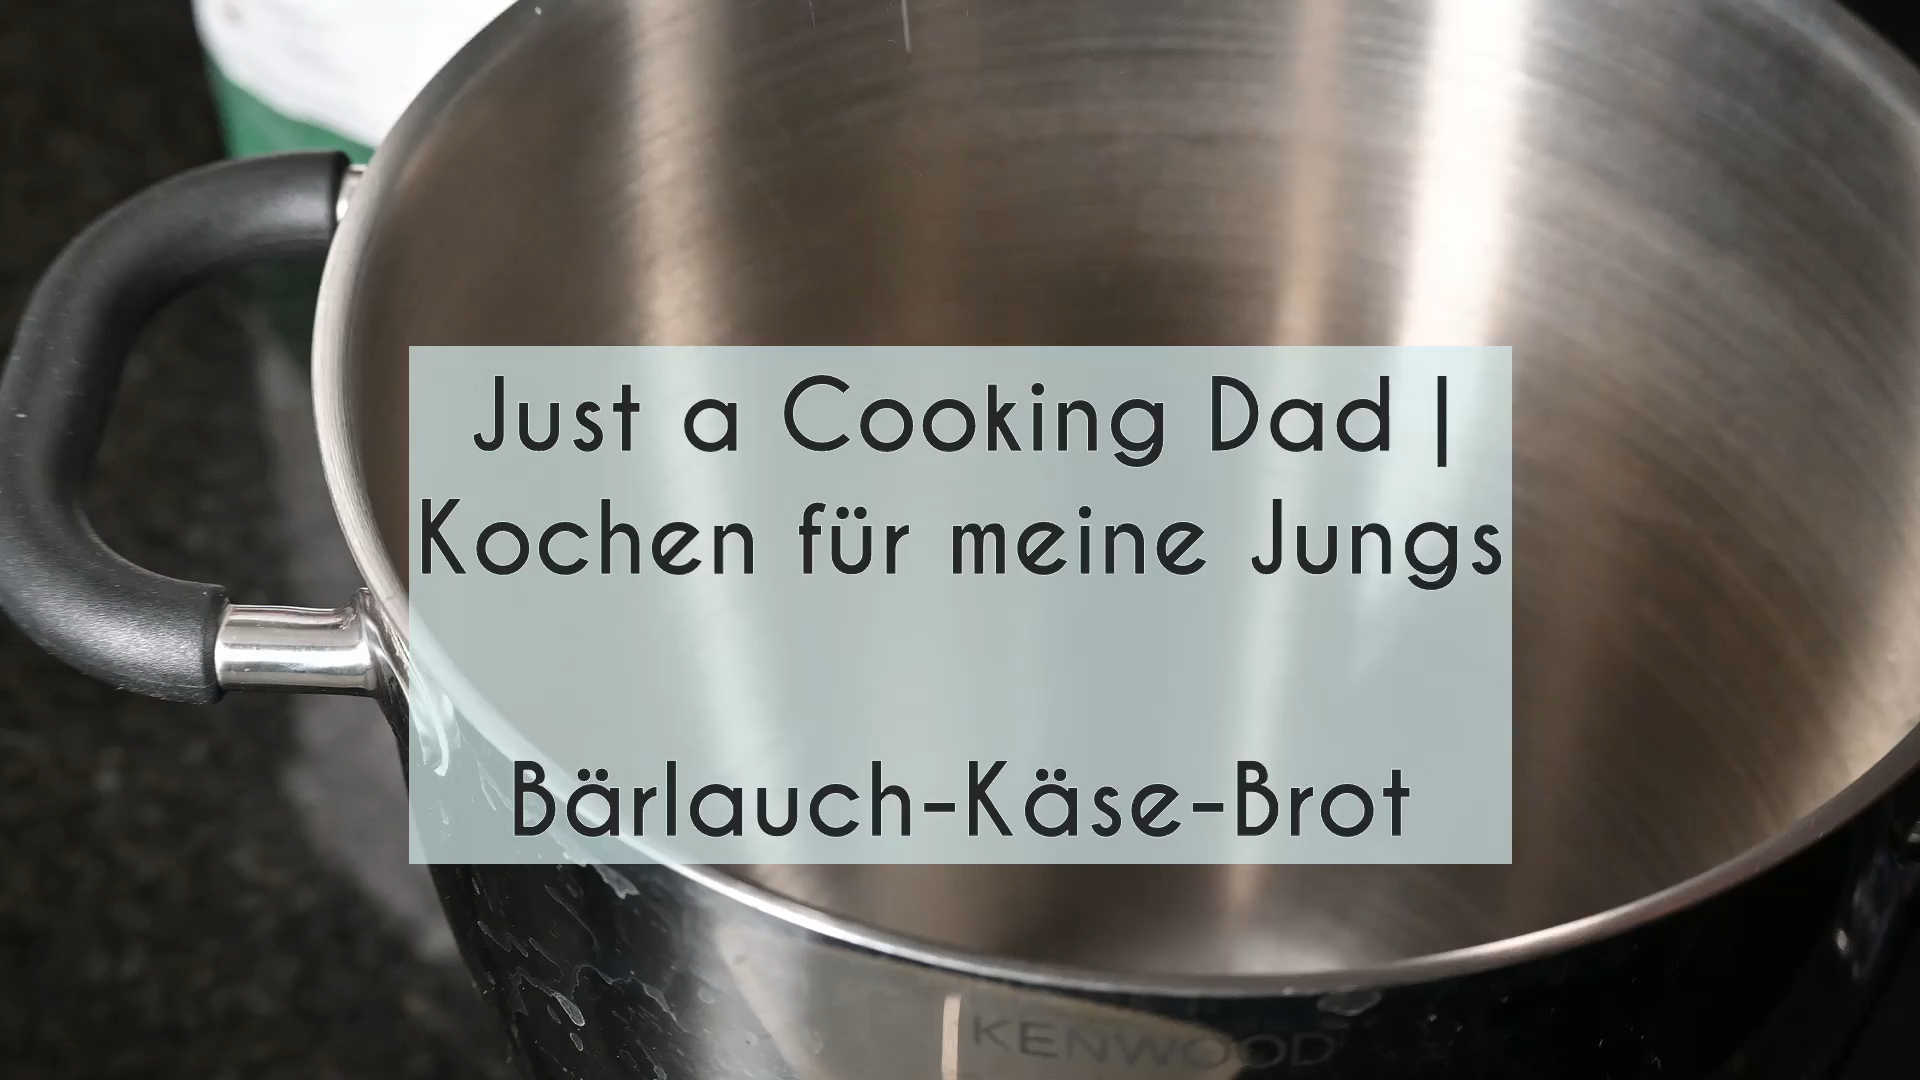 Just a Cooking Dad |
Kochen für meine Jungs
Bärlauch-Käse-Brot
KENWOOD